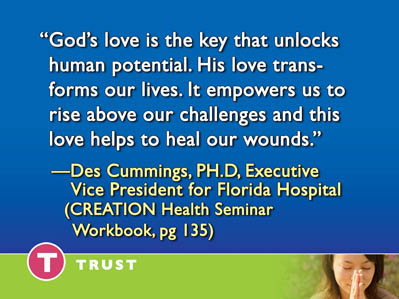 “God’s love is the key that unlocks
human potential. His love trans-
forms our lives. It empowers us to
rise above our challenges and this
love helps to heal our wounds.”
—Des Cummings, PH.D, Executive
Vice President for Florida Hospital
(CREATION Health Seminar
Workbook, pg 135)
T TRUST